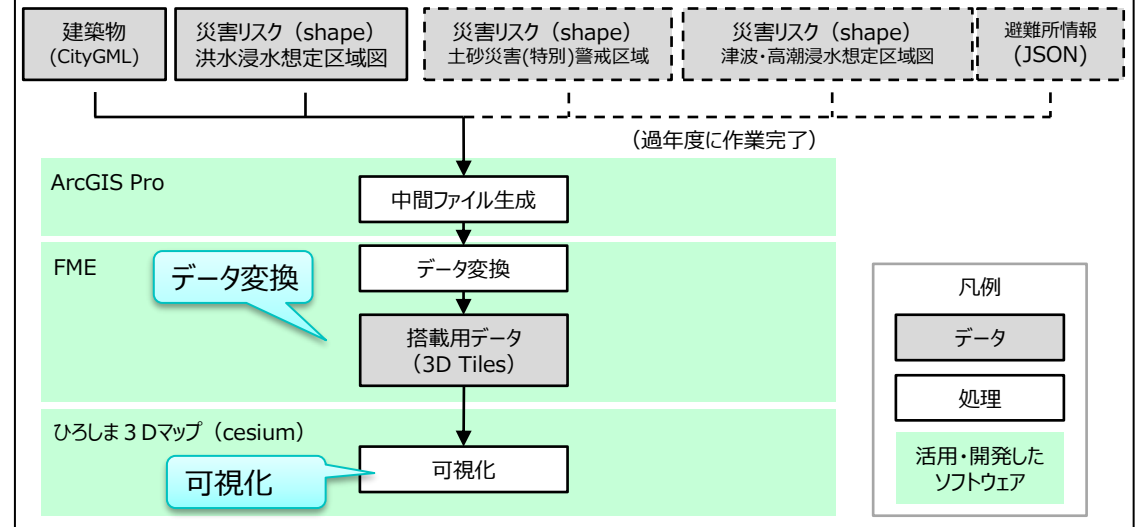 建築物
(CityGML)
災害リスク（shape）
洪水浸水想定区域図
災害リスク（shape）
土砂災害(特別)警戒区域
災害リスク（shape）
津波・高潮浸水想定区域図
避難所情報
(JSON)
（過年度に作業完了）
ArcGIS Pro
中間ファイル生成
FME
データ変換
データ変換
搭載用データ
（3D Tiles）
ひろしま３Dマップ（cesium）
可視化
可視化
凡例
データ
処理
活用・開発した
ソフトウェア